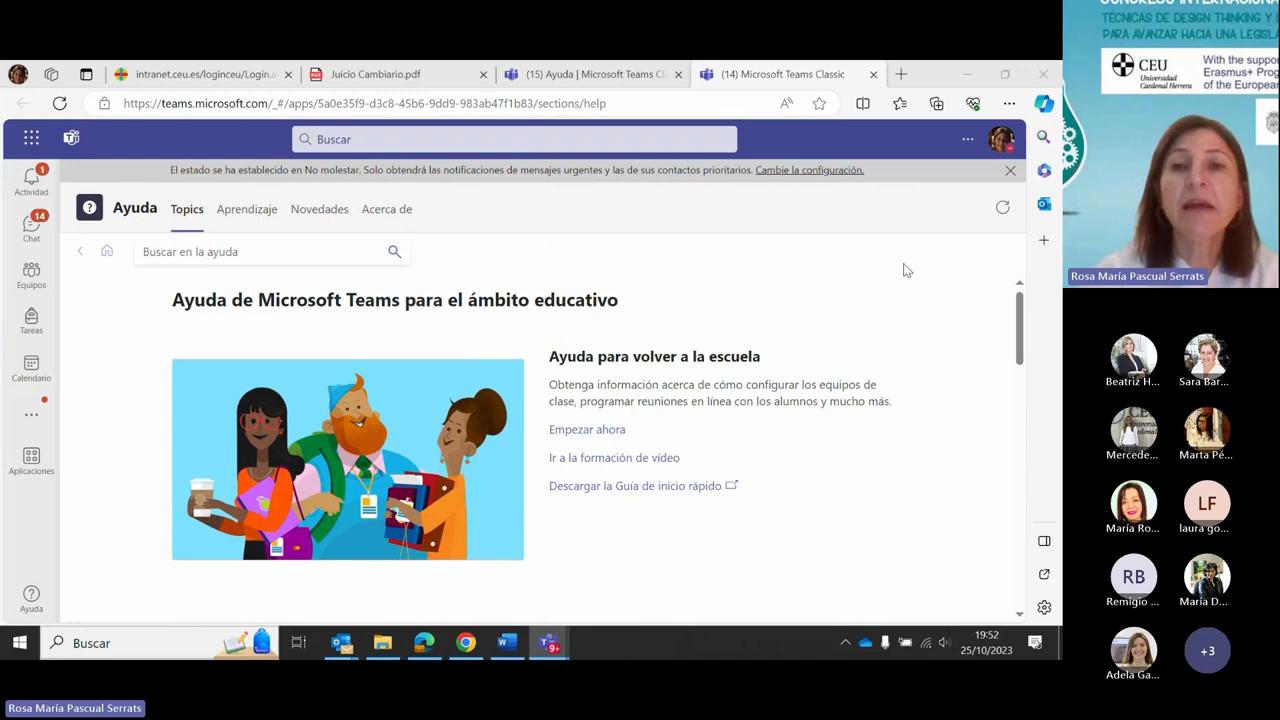 CONGRESO INTERNACIONA
TÉCNICAS DE DESIGN THINKING Y
PARA AVANZAR HACIA UNA LEGISLA
CEU
Universidad
Cardenal Herrera
With the suppor
Erasmus+ Progra
of the European
Rosa María Pascual Serrats
intranet.ceu.es/loginceu/Login.
Juicio Cambiario.pdf
(15) Ayuda | Microsoft Teams Cl
(14) Microsoft Teams Classic
https://teams.microsoft.com/_#/apps/5a0e35f9-d3c8-45b6-9dd9-983ab47f1b83/sections/help
Buscar
El estado se ha establecido en No molestar. Solo obtendrá las notificaciones de mensajes urgentes y las de sus contactos prioritarios. Cambie la configuración.
1
Actividad
14
Chat
Equipos
Tareas
Calendario
Aplicaciones
Ayuda
Ayuda
Topics
Aprendizaje
Novedades
Acerca de
Buscar en la ayuda
Ayuda de Microsoft Teams para el ámbito educativo
Ayuda para volver a la escuela
Obtenga información acerca de cómo configurar los equipos de
clase, programar reuniones en línea con los alumnos y mucho más.
Empezar ahora
Ir a la formación de vídeo
Descargar la Guía de inicio rápido
Beatriz H...
Sara Bar...
Mercede...
Marta Pé...
María Ro...
LF
laura go...
RB
Remigio ...
María D...
Adela Ga...
+3
Buscar
9+
19:52
25/10/2023
Rosa María Pascual Serrats